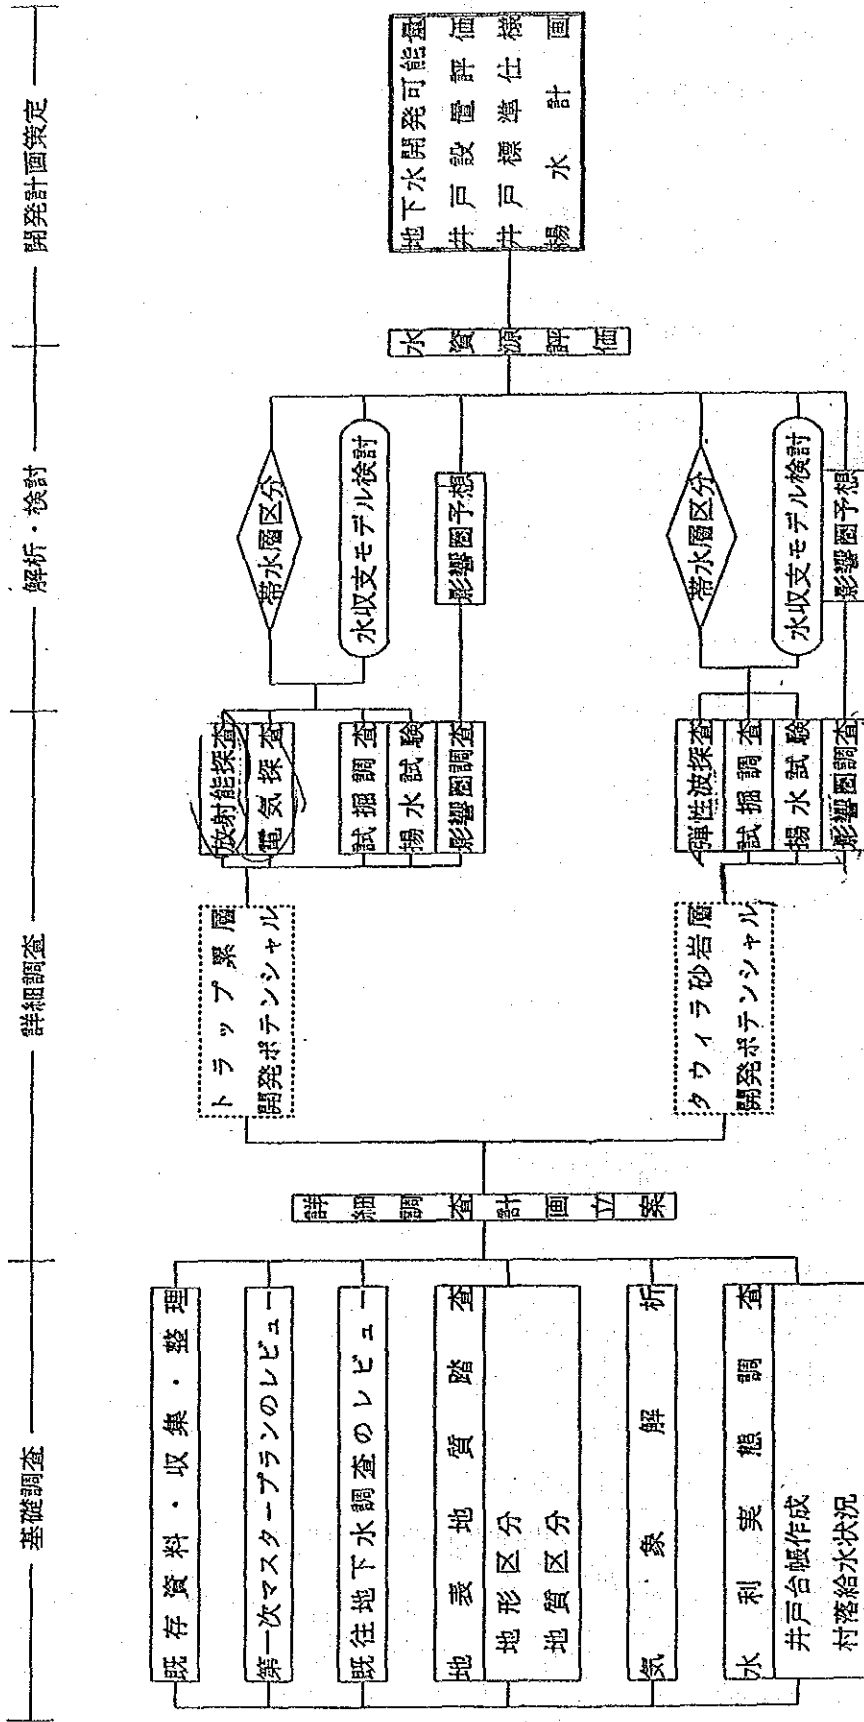 基礎調査
詳細調査
解析・検討
開発計画策定
既存資料・収集・整理
第一次マスタープランのレビュー
既往地下水調査のレビュー
地表地質踏査
地形区分
地質区分
気象解析
水利実態調査
井戸台帳作成
村落給水状況
詳細調査計画立案
トラップ累層
開発ポテンシャル
放射能探査
電気探査
試掘調査
揚水試験
影響圏調査
帯水層区分
水収支モデル検討
影響圏予想
タウィラ砂岩層
開発ポテンシャル
弾性波探査
試掘調査
揚水試験
影響圏調査
帯水層区分
水収支モデル検討
影響圏予想
水資源評価
地下水開発可能量
井戸設置評価
井戸標準仕様
揚水計画